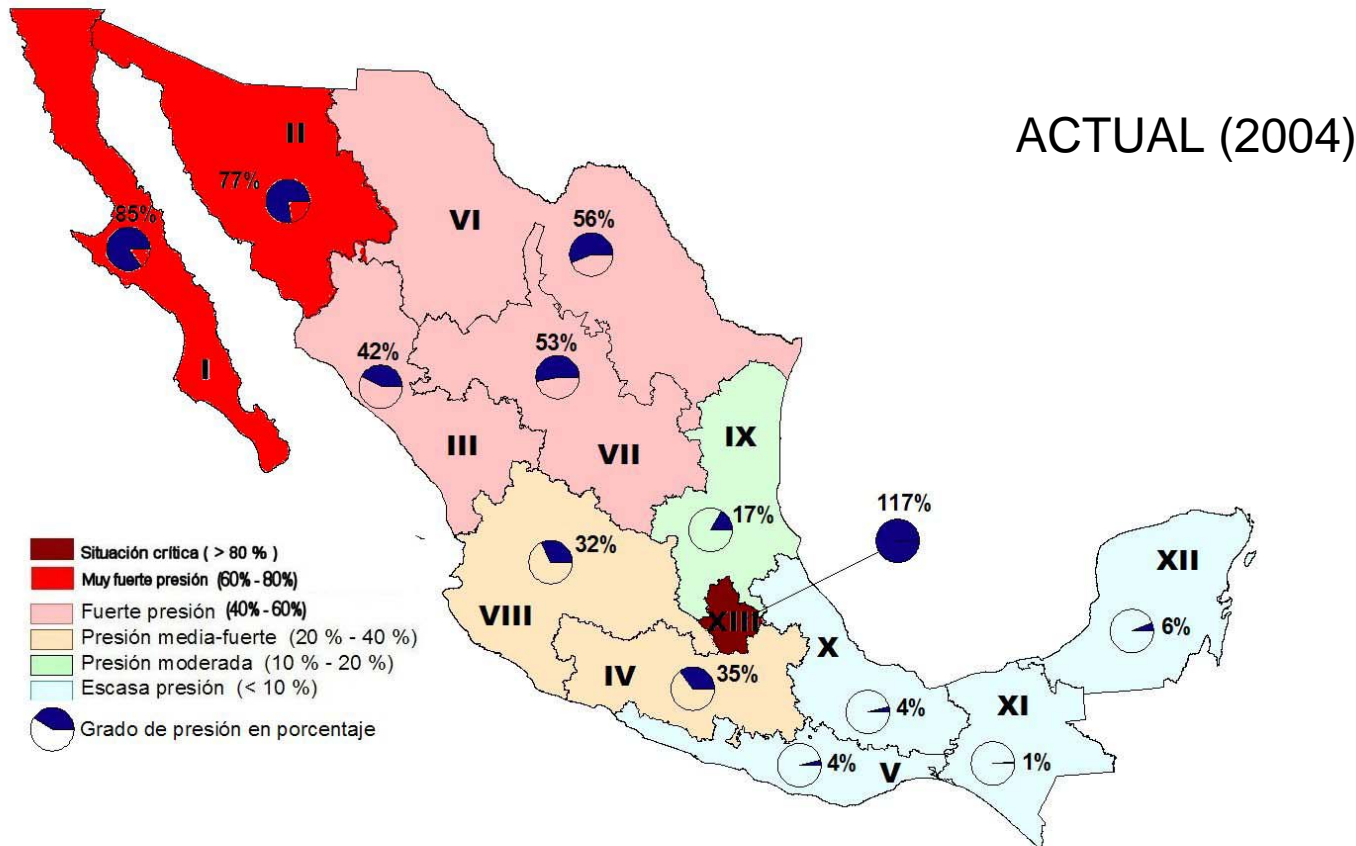 ACTUAL (2004)
II
77%
85%
VI
56%
I
42%
53%
III
VII
IX
117%
17%
32%
VIII
XIII
XII
6%
X
IV
35%
4%
XI
4%
V
1%
Situación crítica ( > 80 % )
Muy fuerte presión (60% - 80%)
Fuerte presión (40% - 60%)
Presión media-fuerte (20 % - 40 %)
Presión moderada (10 % - 20 %)
Escasa presión (< 10 %)
Grado de presión en porcentaje